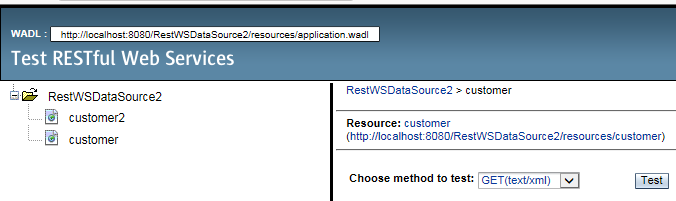 WADL : http://localhost:8080/RestWSDataSource2/resources/application.wadl
Test RESTful Web Services
RestWSDataSource2
customer2
customer
RestWSDataSource2 > customer
Resource: customer
(http://localhost:8080/RestWSDataSource2/resources/customer)
Choose method to test: GET(text/xml) Test